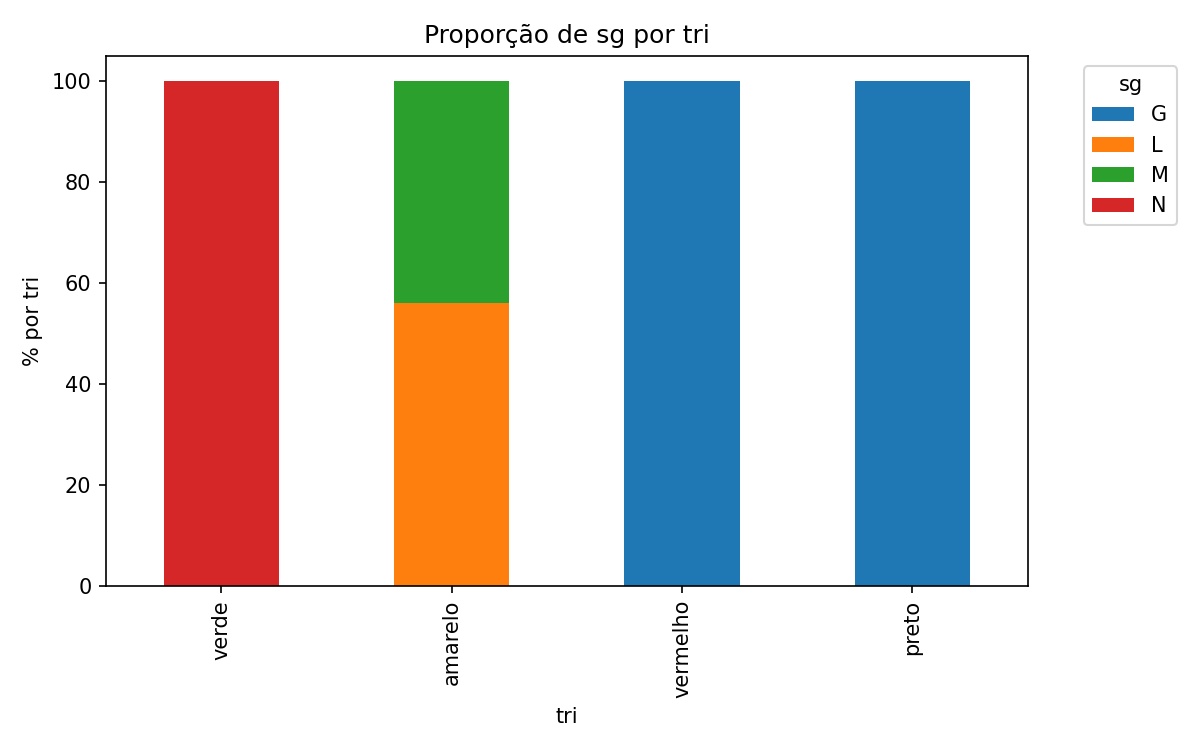 Proporção de sg por tri
% por tri
100
80
60
40
20
0
verde
amarelo
vermelho
preto
tri
sg
G
L
M
N